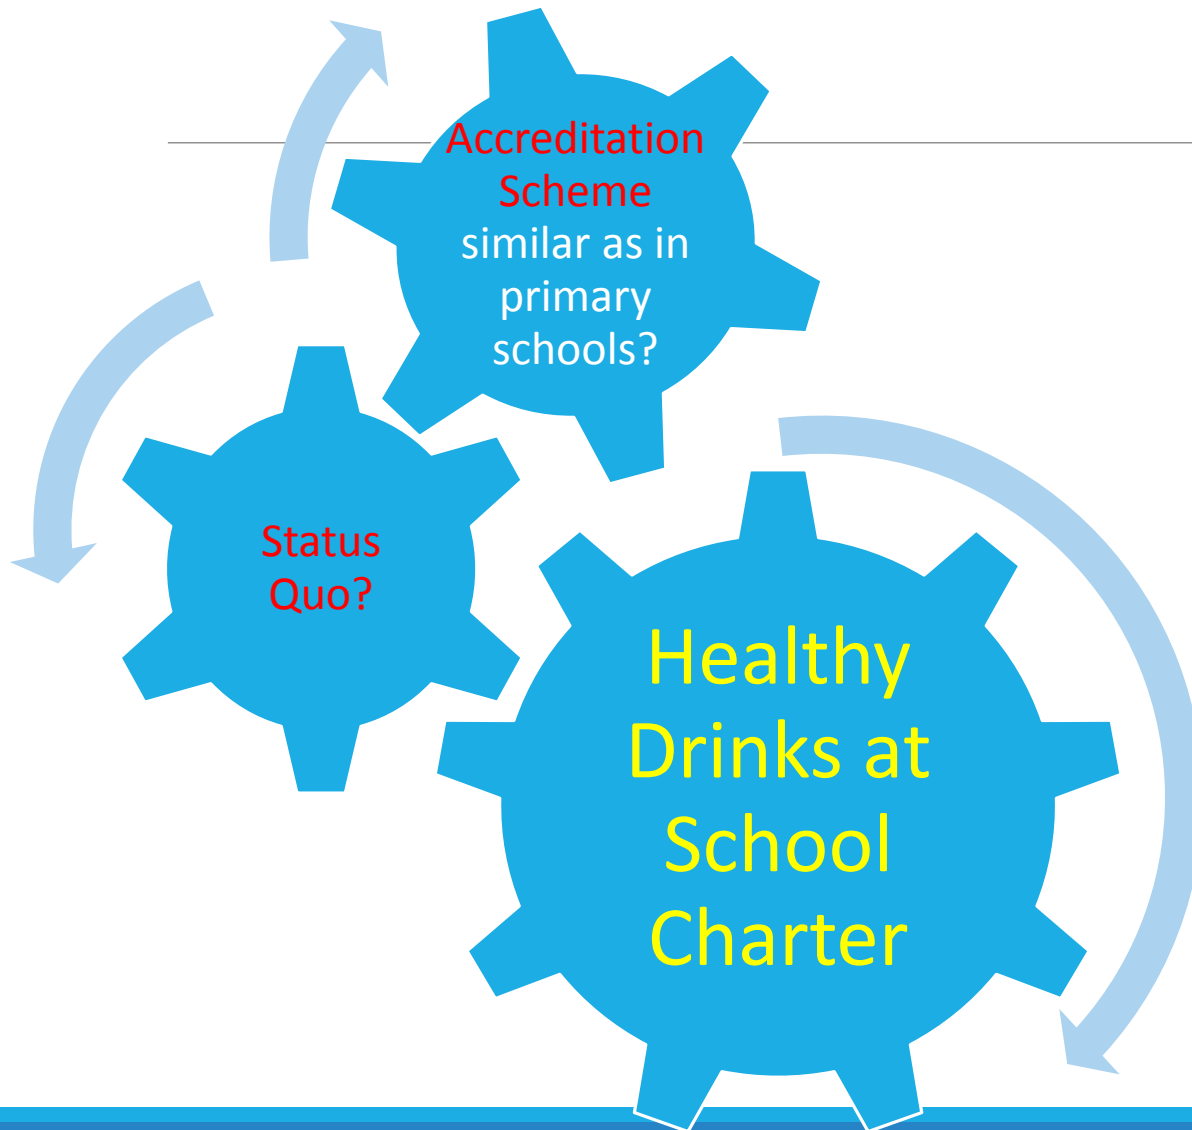 Accreditation
Scheme
similar as in
primary
schools?
Status
Quo?
Healthy
Drinks at
School
Charter